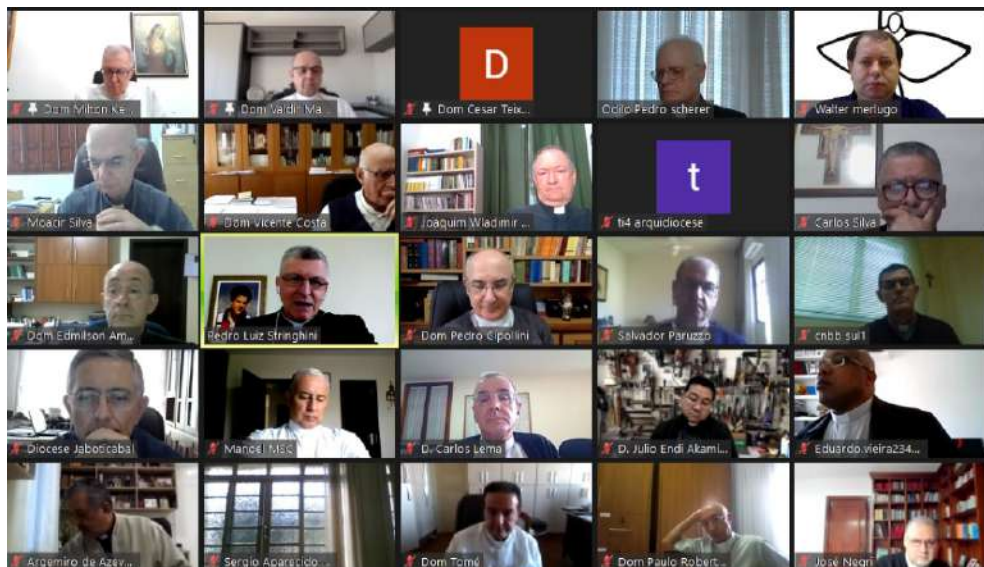 Dom Milton Ke...
Dom Valdir Ma...
D
Dom Cesar Teix...
Odilo Pedro scherer
Walter merlugo
Moacir Silva
Dom Vicente Costa
Joaquim Wladimir ...
t
ti4 arquidiocese
Carlos Silva
Dom Edmilson Am...
Pedro Luiz Stringhini
Dom Pedro Cipollini
Salvador Paruzzo
cnbb sul1
Diocese Jaboticabal
Manoel MSC
D. Carlos Lema
D. Julio Endi Akami...
Eduardo.vieira234...
Argemiro de Azev...
Sergio Aparecido ...
Dom Tomé
Dom Paulo Robert...
José Negri